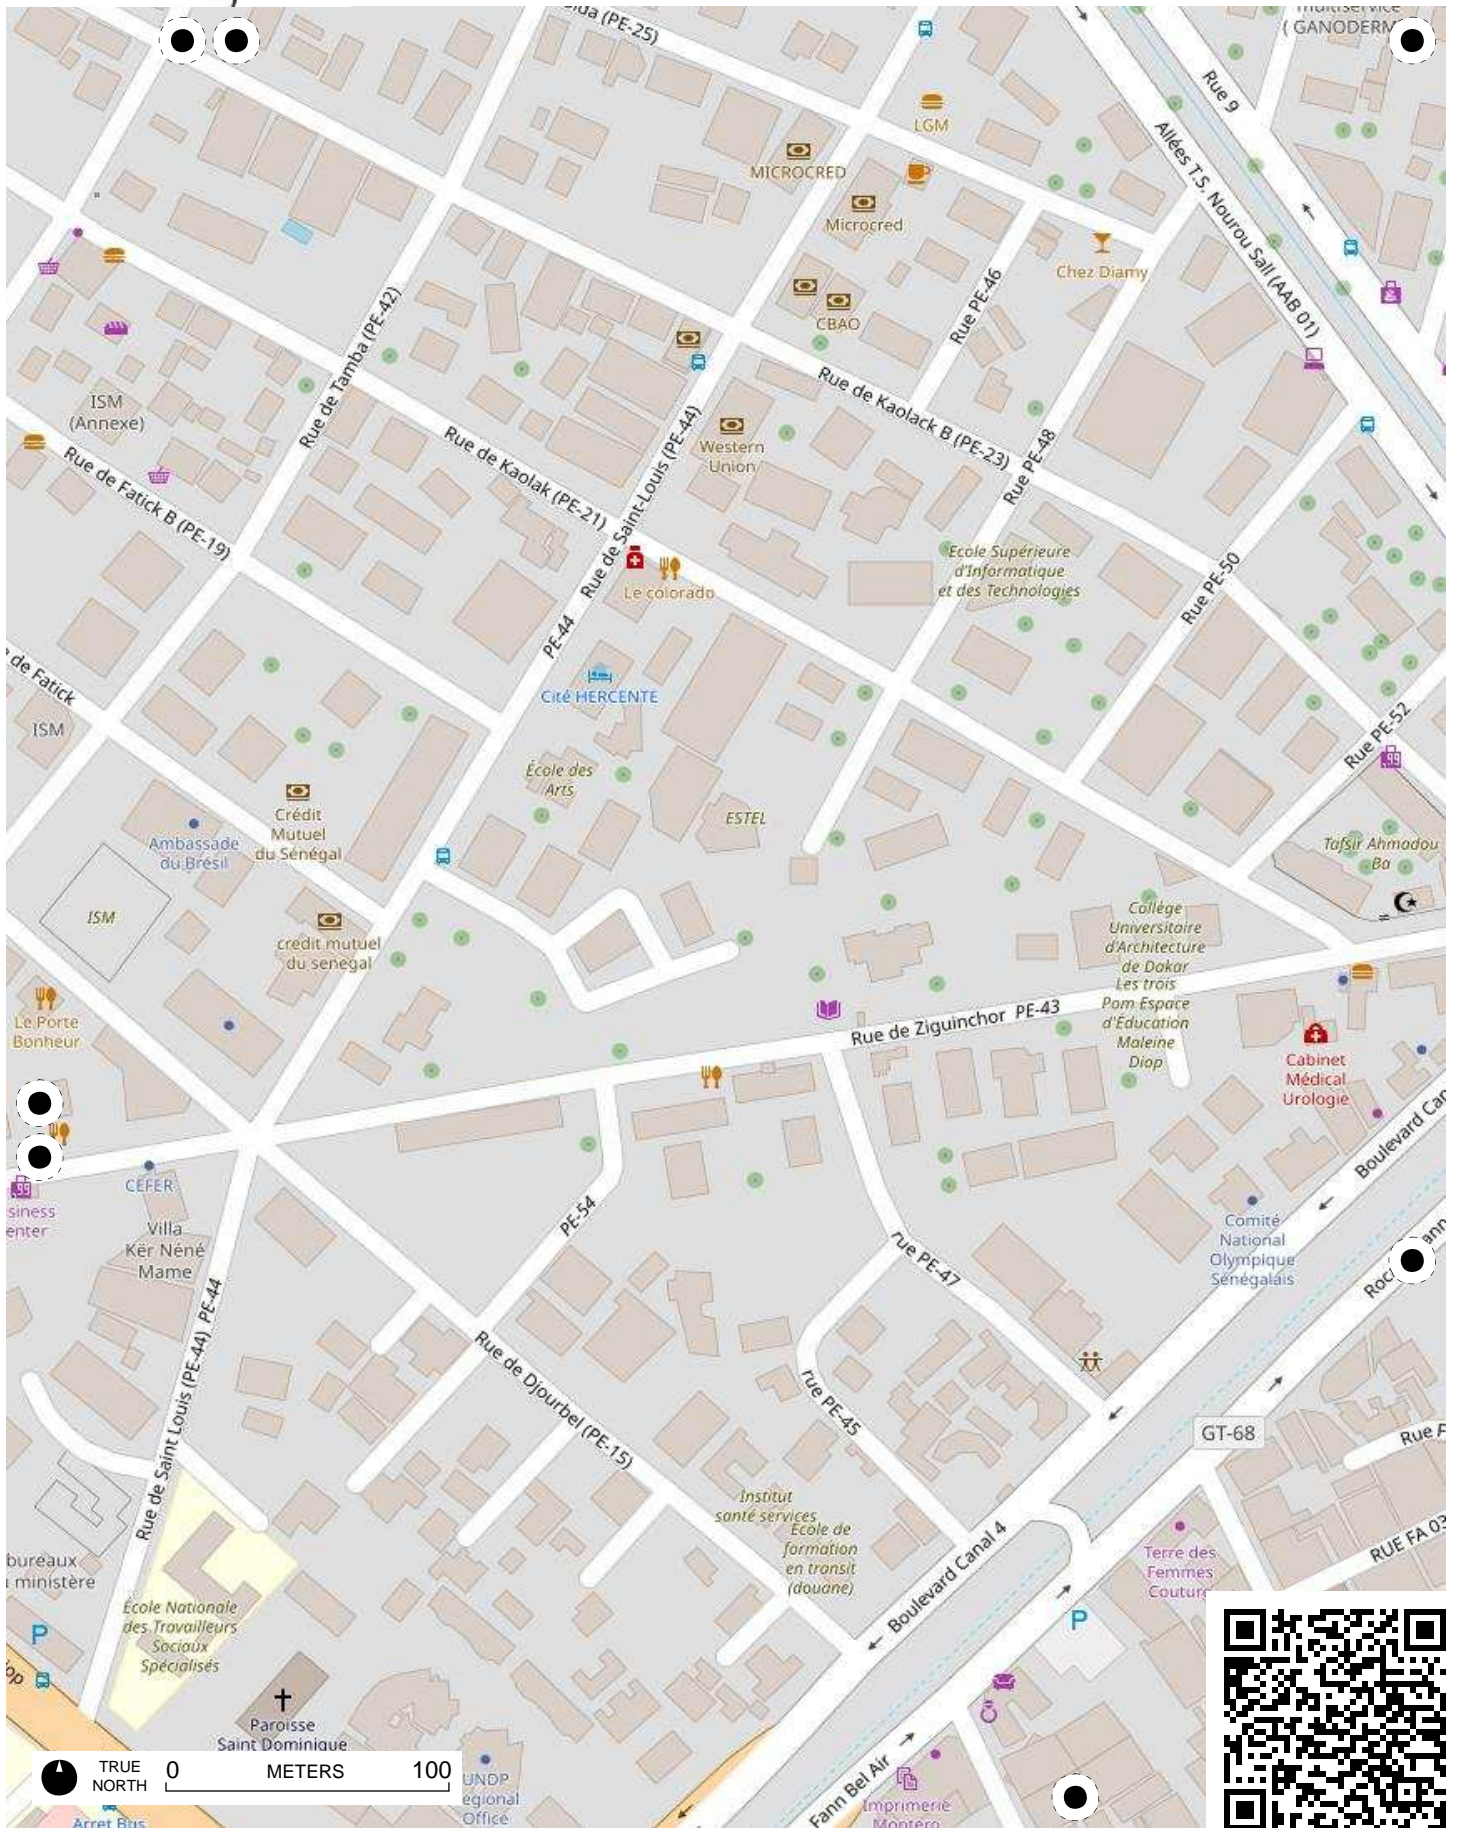 (PE-25)
multiservice
( GANODERM
Rue 9
LGM
MICROCRED
Allées T.S. Nourou Sall (AAB 01)
Microcred
Chez Diamy
Rue PE-46
CBAO
Rue de Tamba (PE-42)
ISM
(Annexe)
Rue de Kaolack B (PE-23)
Rue de Saint-Louis (PE-44)
Western
Union
Rue de Kaolak (PE-21)
Rue PE-48
Rue de Fatick B (PE-19)
Ecole Supérieure
d'Informatique
et des Technologies
Rue PE-50
Le colorado
PE-44
de Fatick
Cité HERCENTE
ISM
Rue PE-52
École des
Arts
Crédit
Mutuel
du Sénégal
ESTEL
Ambassade
du Brésil
Tafsir Ahmadou
Ba
ISM
credit mutuel
du senegal
Collége
Universitaire
d'Architecture
de Dakar
Les trois
Pom Espace
d'Éducation
Maleine
Diop
Le Porte
Bonheur
Rue de Ziguinchor PE-43
Cabinet
Médical
Urologie
Boulevard Can
CEFER
siness
enter
Villa
Kër Néné
Mame
PE-54
Comité
National
Olympique
Sénégalais
rue PE-47
Roc
ann
Rue de Saint Louis (PE-44) PE-44
Rue de Djourbel (PE-15)
rue PE-45
GT-68
Rue F
Institut
santé services
Ecole de
formation
en transit
(douane)
Boulevard Canal 4
Terre des
Femmes
Couture
RUE FA 03
bureaux
ministère
École Nationale
des Travailleurs
Sociaux
Spécialisés
P
P
op
Paroisse
Saint Dominique
TRUE
NORTH
0 METERS 100
UNDP
egional
Office
Fann Bel Air
Imprimerie
Montero
Arret Bus